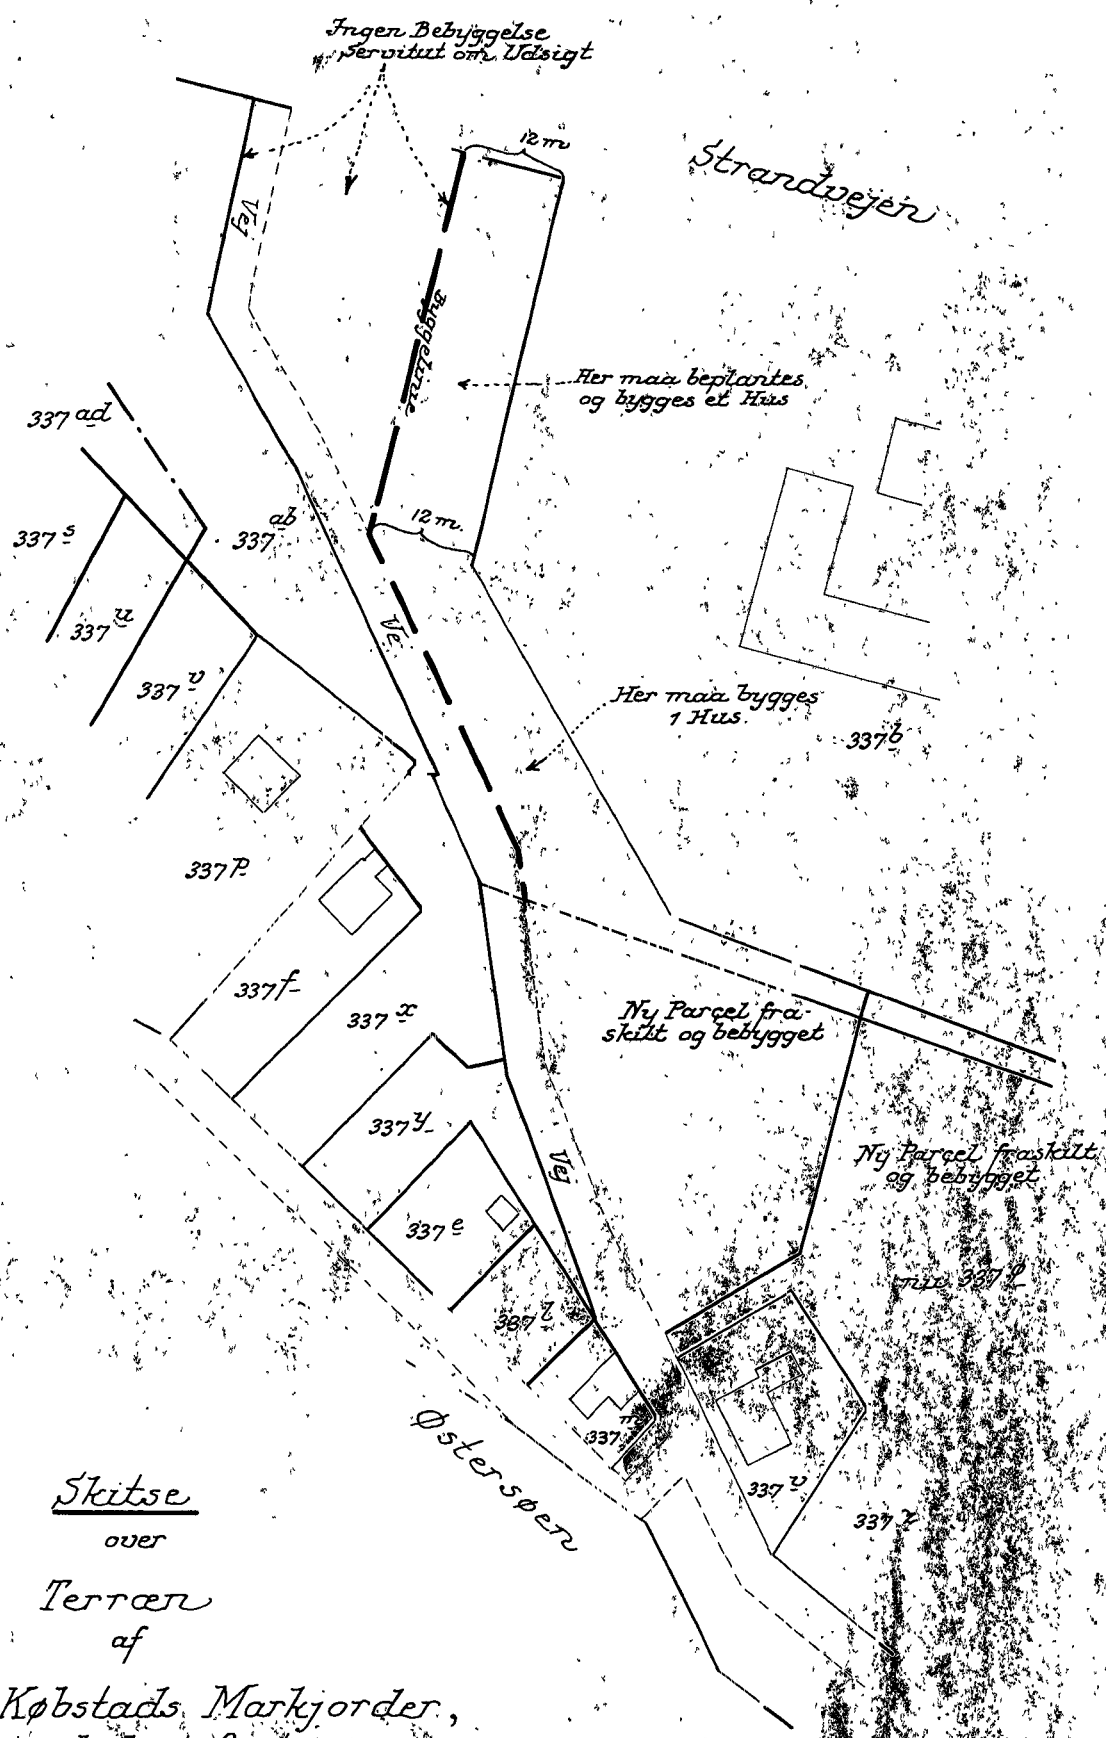 Ingen Bebyggelse
Servitut om Udsigt
12 m
Strandvejen
Vej
Byggelinie
Her maa beplantes
og bygges et Hus
337 ad
337 s
337 ab
12 m.
337 u
Ve
337 v
Her maa bygges
1 Hus.
337 b
337 p
337 f
337 x
Ny Parcel fra-
skilt og bebygget
337 y
Vej
Ny Parcel fraskilt
og bebygget
337 e
337
337 l
337 m
Østersøen
337 v
337
Skitse
over
Terræn
af
Købstads Markjorder,